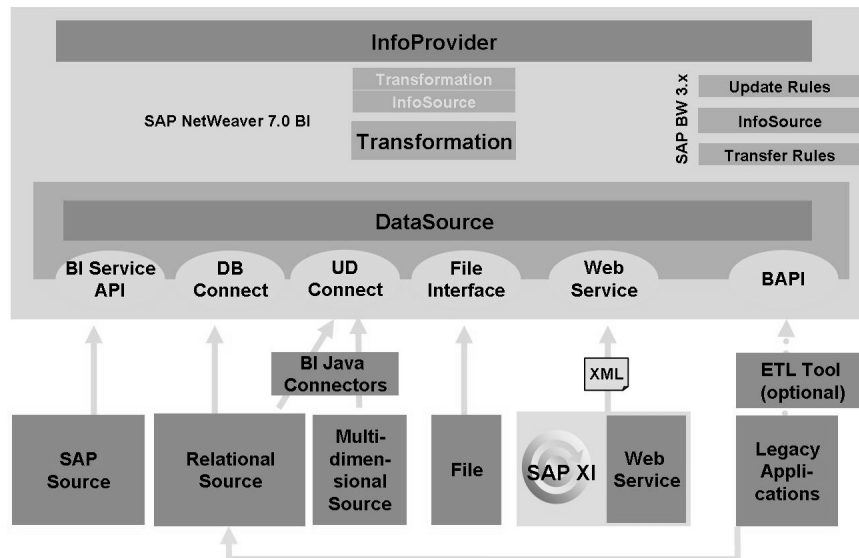 InfoProvider
Transformation
InfoSource
SAP NetWeaver 7.0 BI
Transformation
SAP BW 3.x
Update Rules
InfoSource
Transfer Rules
DataSource
BI Service
API
DB
Connect
UD
Connect
File
Interface
Web
Service
BAPI
BI Java
Connectors
XML
ETL Tool
(optional)
SAP
Source
Relational
Source
Multi-
dimen-
sional
Source
File
SAP XI
Web
Service
Legacy
Appli-
cations